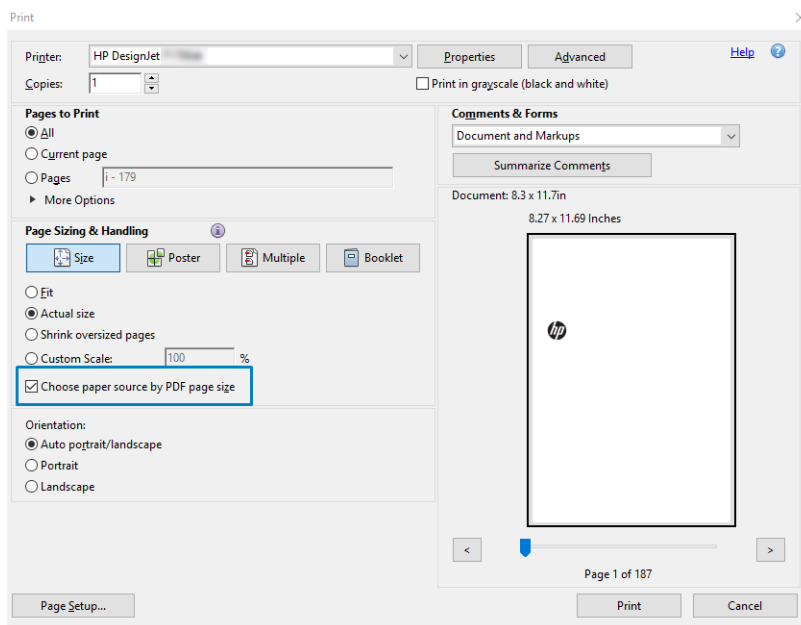 Print
Printer: HP DesignJet
Properties
Advanced
Help
Copies: 1
Print in grayscale (black and white)
Pages to Print
All
Current page
Pages i - 179
More Options
Comments & Forms
Document and Markups
Summarize Comments
Page Sizing & Handling
Size
Poster
Multiple
Booklet
Fit
Actual size
Shrink oversized pages
Custom Scale: 100 %
Choose paper source by PDF page size
Orientation:
Auto portrait/landscape
Portrait
Landscape
Document: 8.3 x 11.7in
8.27 x 11.69 Inches
hp
<
>
Page 1 of 187
Page Setup...
Print
Cancel